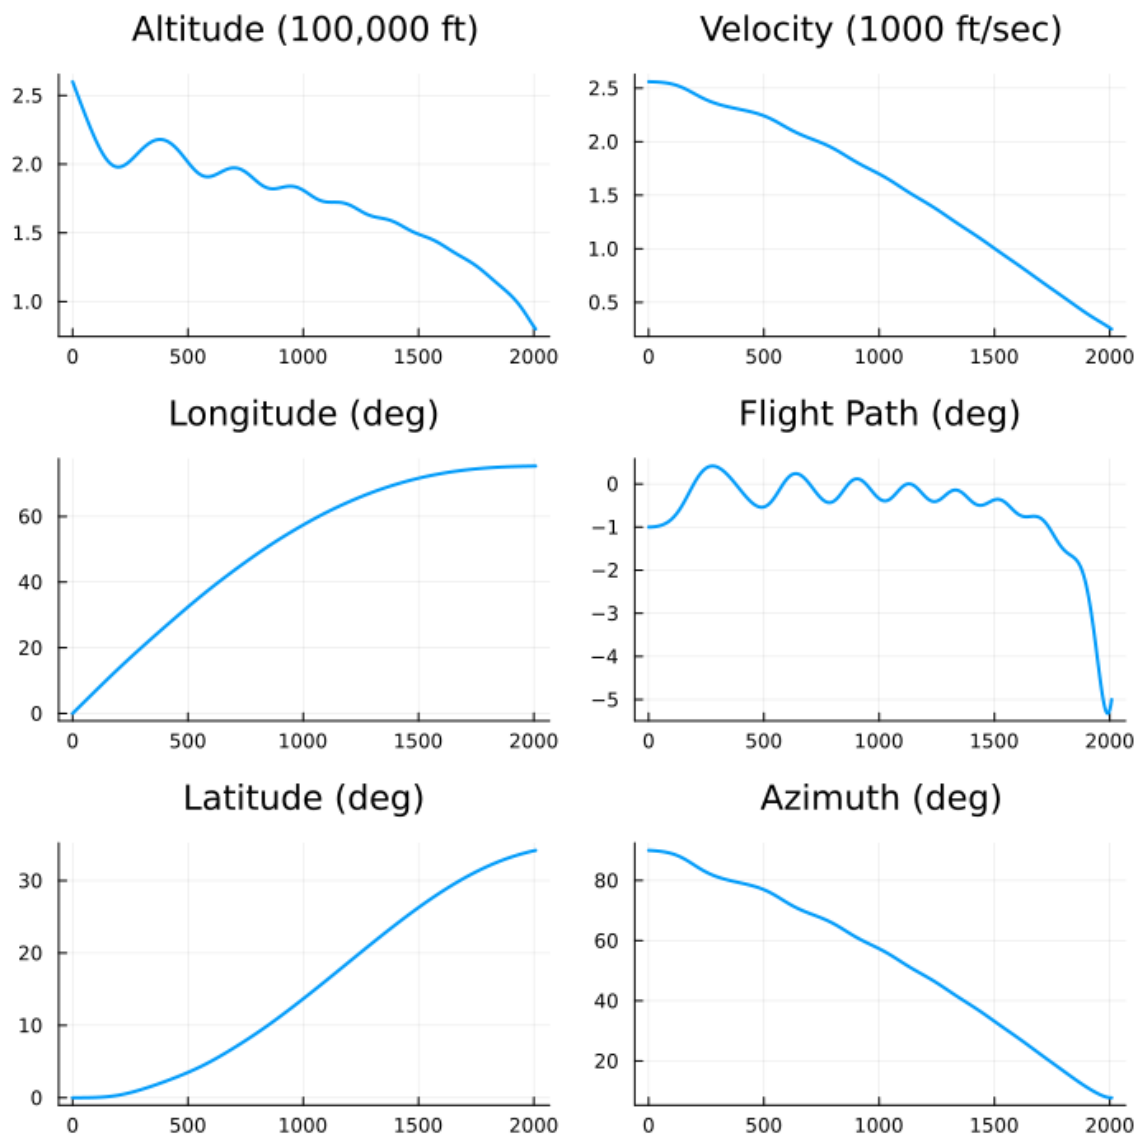 Altitude (100,000 ft)
2.5
2.0
1.5
1.0
0 500 1000 1500 2000
Velocity (1000 ft/sec)
2.5
2.0
1.5
1.0
0.5
0 500 1000 1500 2000
Longitude (deg)
60
40
20
0
0 500 1000 1500 2000
Flight Path (deg)
0
−1
−2
−3
−4
−5
0 500 1000 1500 2000
Latitude (deg)
30
20
10
0
0 500 1000 1500 2000
Azimuth (deg)
80
60
40
20
0 500 1000 1500 2000